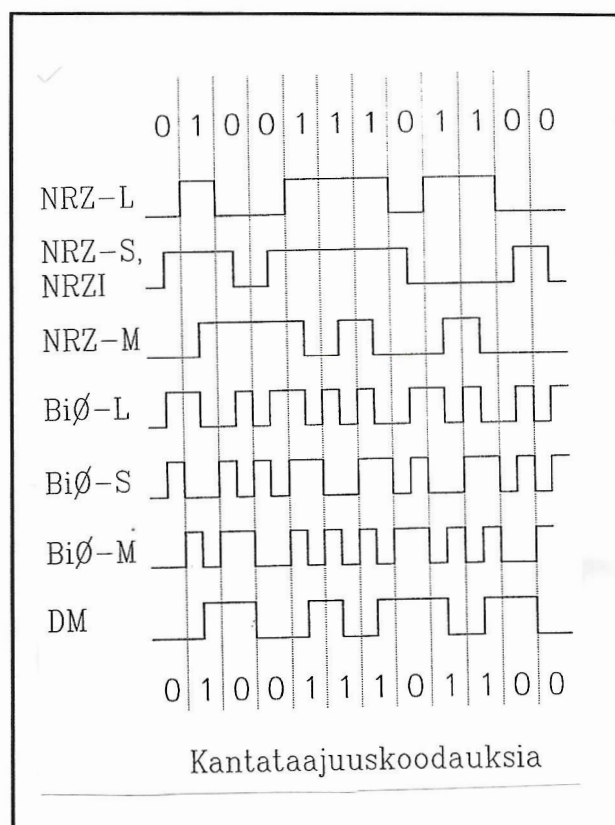 0 1 0 0 1 1 1 0 1 1 0 0
NRZ-L
NRZ-S,
NRZI
NRZ-M
BiØ-L
BiØ-S
BiØ-M
DM
0 1 0 0 1 1 1 0 1 1 0 0
Kantataajuuskoodauksia